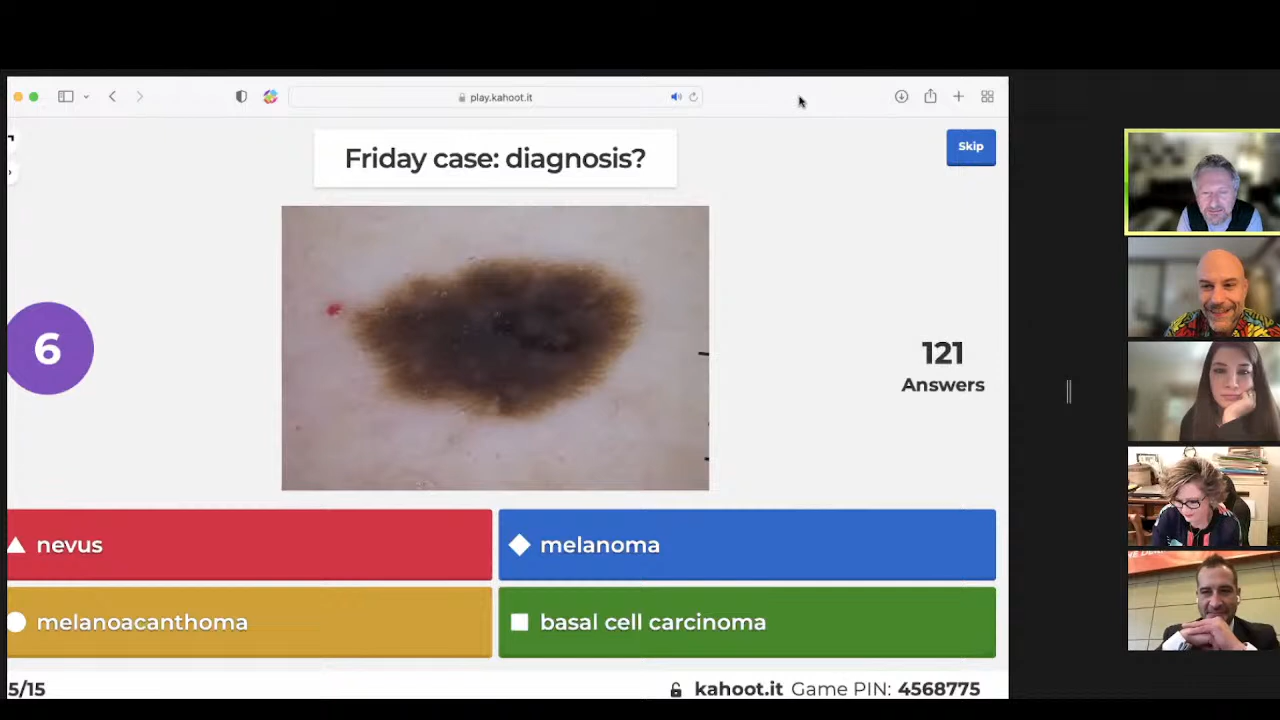 play.kahoot.it
Friday case: diagnosis?
Skip
6
121
Answers
nevus
melanoma
melanoacanthoma
basal cell carcinoma
5/15
kahoot.it Game PIN: 4568775